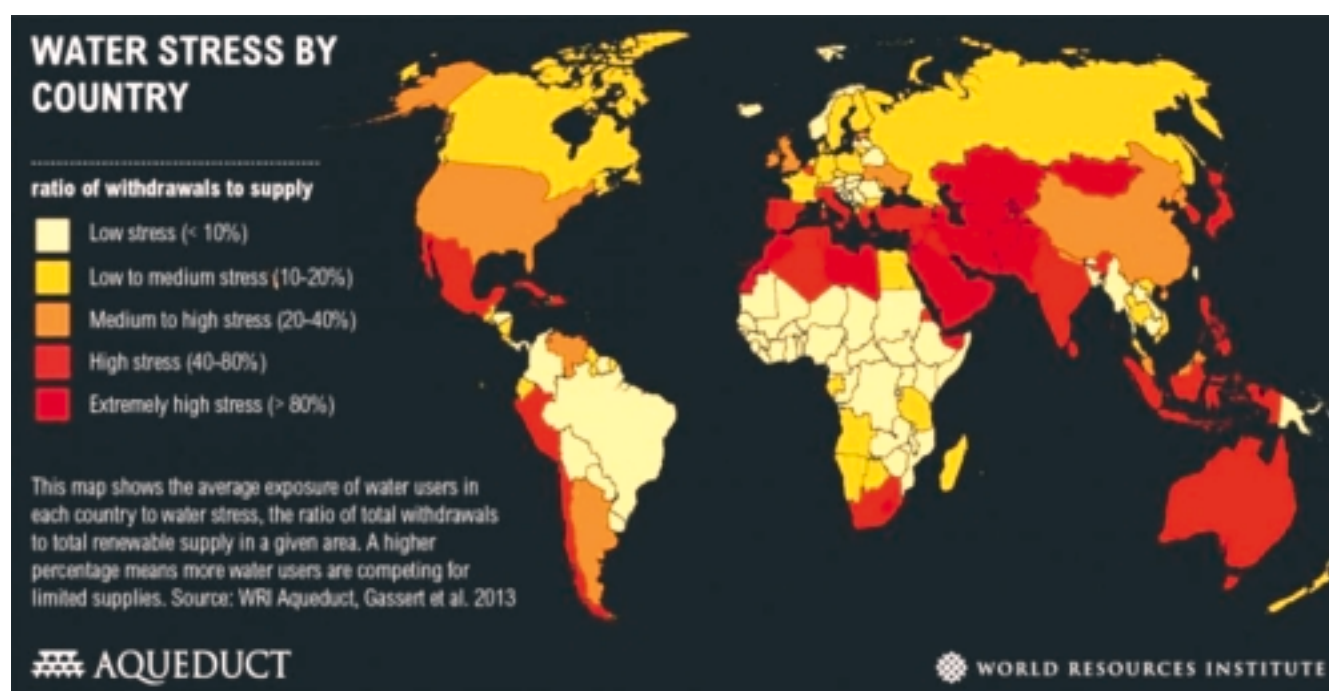 WATER STRESS BY
COUNTRY
ratio of withdrawals to supply
Low stress (< 10%)
Low to medium stress (10-20%)
Medium to high stress (20-40%)
High stress (40-80%)
Extremely high stress (> 80%)
This map shows the average exposure of water users in
each country to water stress, the ratio of total withdrawals
to total renewable supply in a given area. A higher
percentage means more water users are competing for
limited supplies. Source: WRI Aqueduct, Gassert et al. 2013
AQUEDUCT
WORLD RESOURCES INSTITUTE